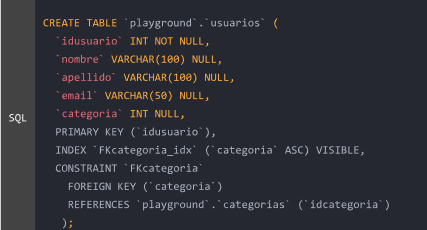 CREATE TABLE `playground`.`usuarios` (
`idusuario` INT NOT NULL,
`nombre` VARCHAR(100) NULL,
`apellido` VARCHAR(100) NULL,
`email` VARCHAR(50) NULL,
`categoria` INT NULL,
PRIMARY KEY (`idusuario`),
SQL
INDEX `FKcategoria_idx` (`categoria` ASC) VISIBLE,
CONSTRAINT `FKcategoria`
FOREIGN KEY (`categoria`)
REFERENCES `playground`.`categorias` (`idcategoria`)
);